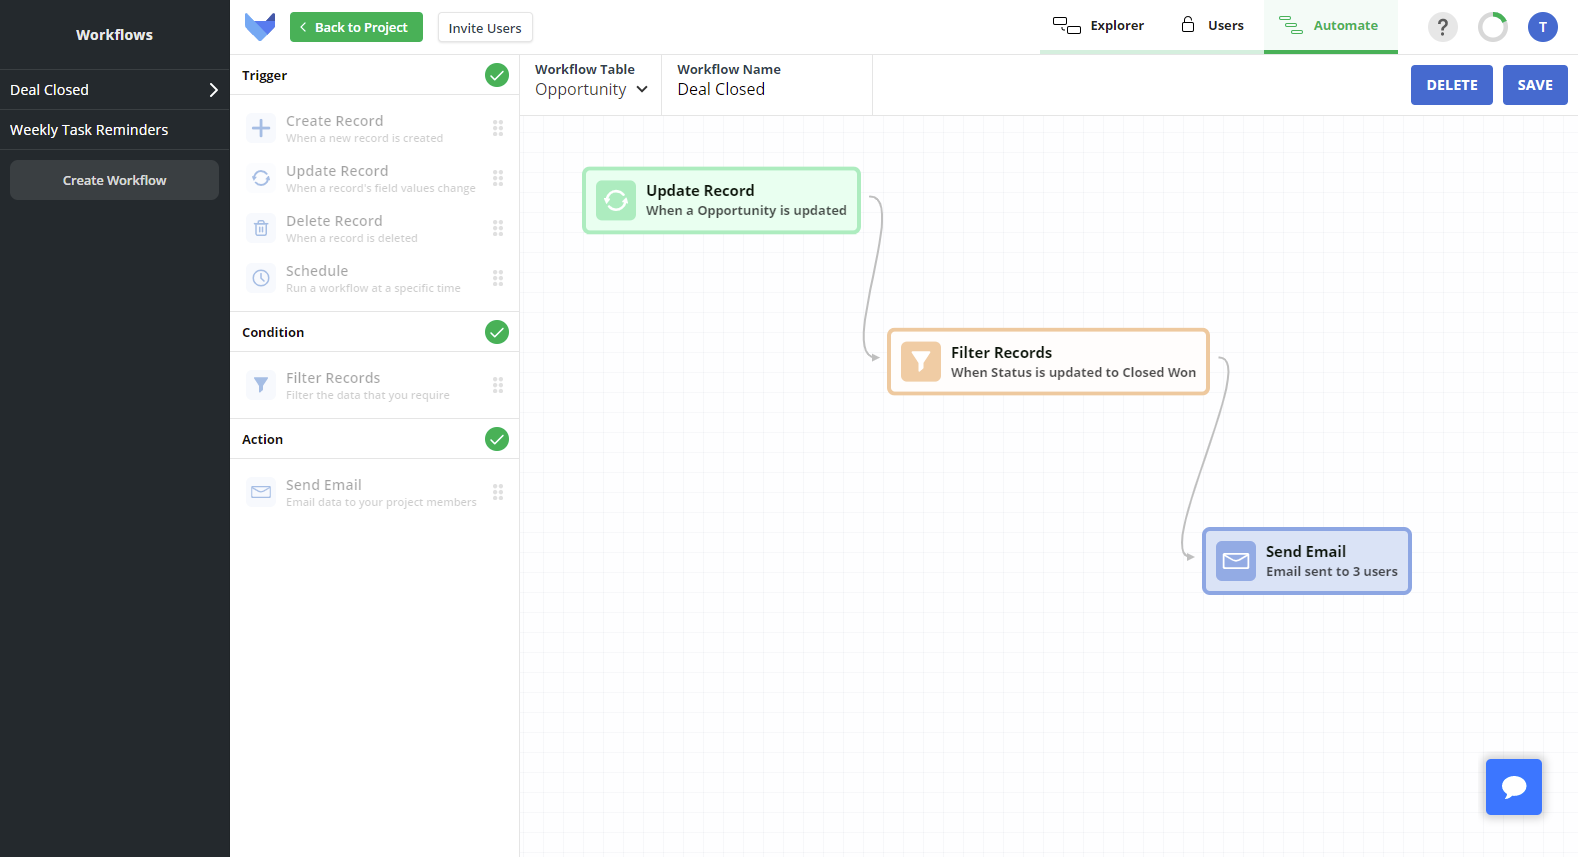 Workflows
Deal Closed
Weekly Task Reminders
Create Workflow
Back to Project
Invite Users
Explorer
Users
Automate
?
T
Trigger
Create Record
When a new record is created
Update Record
When a record's field values change
Delete Record
When a record is deleted
Schedule
Run a workflow at a specific time
Condition
Filter Records
Filter the data that you require
Action
Send Email
Email data to your project members
Workflow Table
Opportunity
Workflow Name
Deal Closed
DELETE
SAVE
Update Record
When a Opportunity is updated
Filter Records
When Status is updated to Closed Won
Send Email
Email sent to 3 users